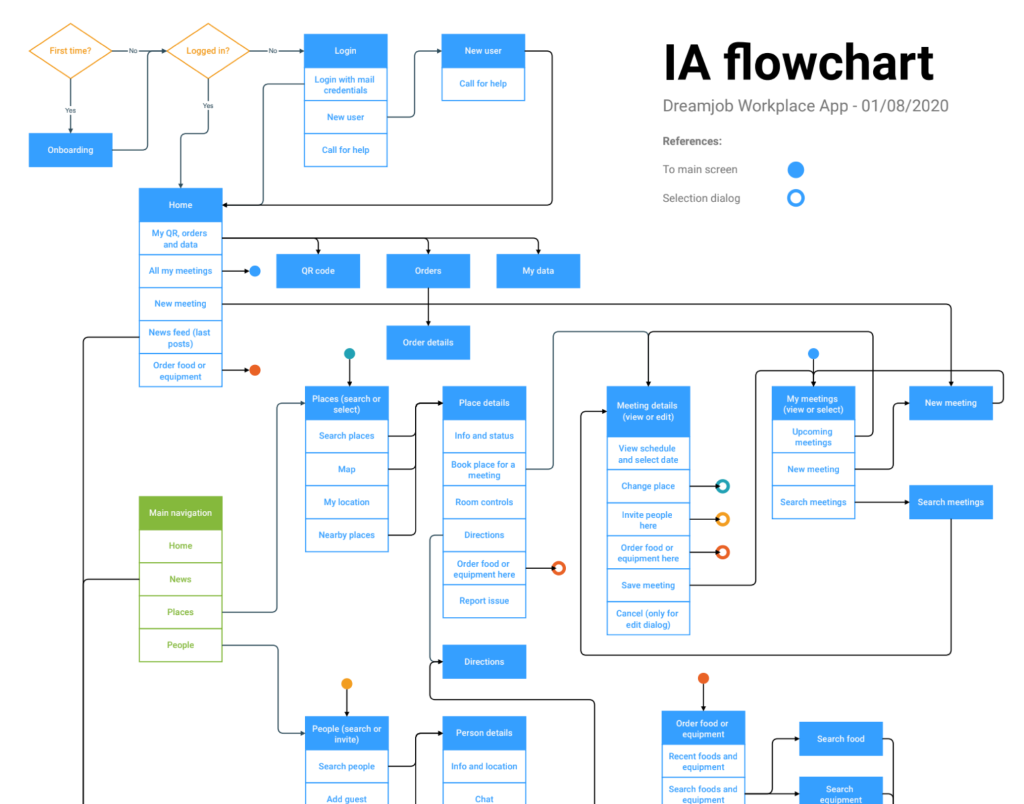 IA flowchart
Dreamjob Workplace App - 01/08/2020
References:
To main screen
Selection dialog
First time?
No
Logged in?
No
Yes
Yes
Onboarding
Login
Login with mail
credentials
New user
Call for help
New user
Call for help
Home
My QR, orders
and data
All my meetings
New meeting
News feed (last
posts)
Order food or
equipment
QR code
Orders
My data
Order details
Main navigation
Home
News
Places
People
Places (search or
select)
Search places
Map
My location
Nearby places
Place details
Info and status
Book place for a
meeting
Room controls
Directions
Order food or
equipment here
Report issue
Directions
Meeting details
(view or edit)
View schedule
and select date
Change place
Invite people
here
Order food or
equipment here
Save meeting
Cancel (only for
edit dialog)
My meetings
(view or select)
Upcoming
meetings
New meeting
Search meetings
New meeting
Search meetings
People (search or
invite)
Search people
Add guest
Person details
Info and location
Chat
Order food or
equipment
Recent foods and
equipment
Search foods and
equipment
Search food
Search
equipment